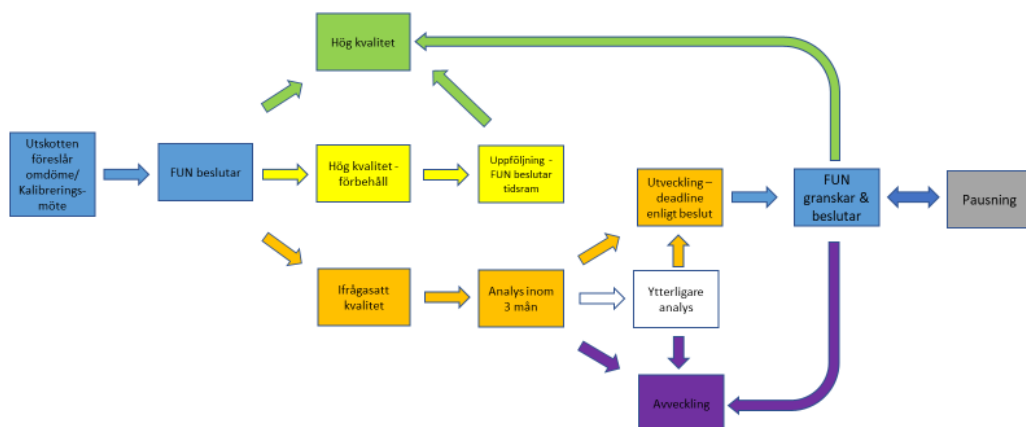 Hög kvalitet
Utskotten
föreslår
omdöme/
Kalibrerings-
möte
FUN beslutar
Hög kvalitet -
förbehåll
Uppföljning -
FUN beslutar
tidsram
Utveckling –
deadline
enligt beslut
FUN
granskar &
beslutar
Pausning
Ifrågasatt
kvalitet
Analys inom
3 mån
Ytterligare
analys
Avveckling